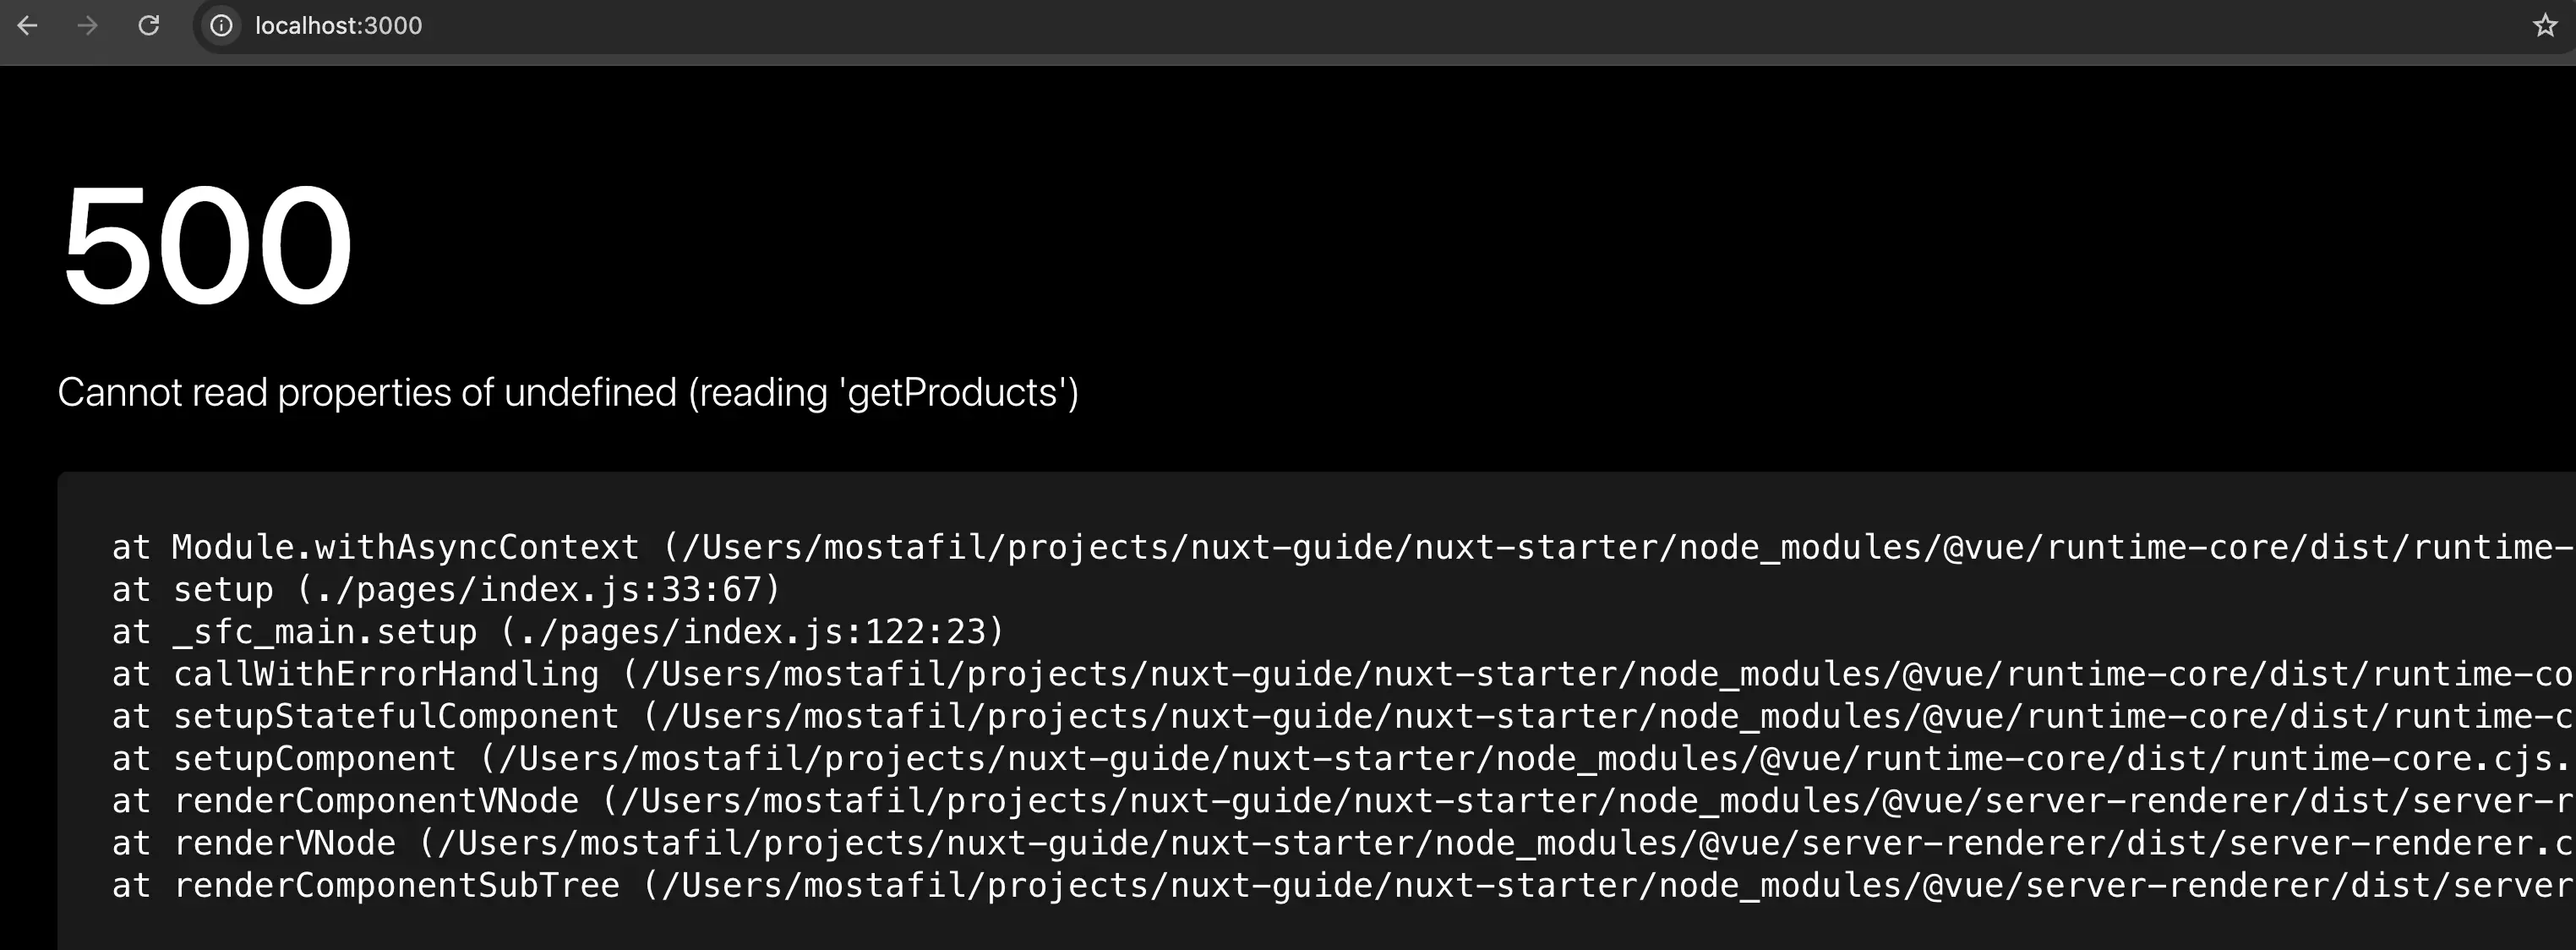 localhost:3000
500
Cannot read properties of undefined (reading 'getProducts')
at Module.withAsyncContext (/Users/mostafil/projects/nuxt-guide/nuxt-starter/node_modules/@vue/runtime-core/dist/runtime-
at setup (./pages/index.js:33:67)
at _sfc_main.setup (./pages/index.js:122:23)
at callWithErrorHandling (/Users/mostafil/projects/nuxt-guide/nuxt-starter/node_modules/@vue/runtime-core/dist/runtime-co
at setupStatefulComponent (/Users/mostafil/projects/nuxt-guide/nuxt-starter/node_modules/@vue/runtime-core/dist/runtime-c
at setupComponent (/Users/mostafil/projects/nuxt-guide/nuxt-starter/node_modules/@vue/runtime-core/dist/runtime-core.cjs.
at renderComponentVNode (/Users/mostafil/projects/nuxt-guide/nuxt-starter/node_modules/@vue/server-renderer/dist/server-r
at renderVNode (/Users/mostafil/projects/nuxt-guide/nuxt-starter/node_modules/@vue/server-renderer/dist/server-renderer.c
at renderComponentSubTree (/Users/mostafil/projects/nuxt-guide/nuxt-starter/node_modules/@vue/server-renderer/dist/server